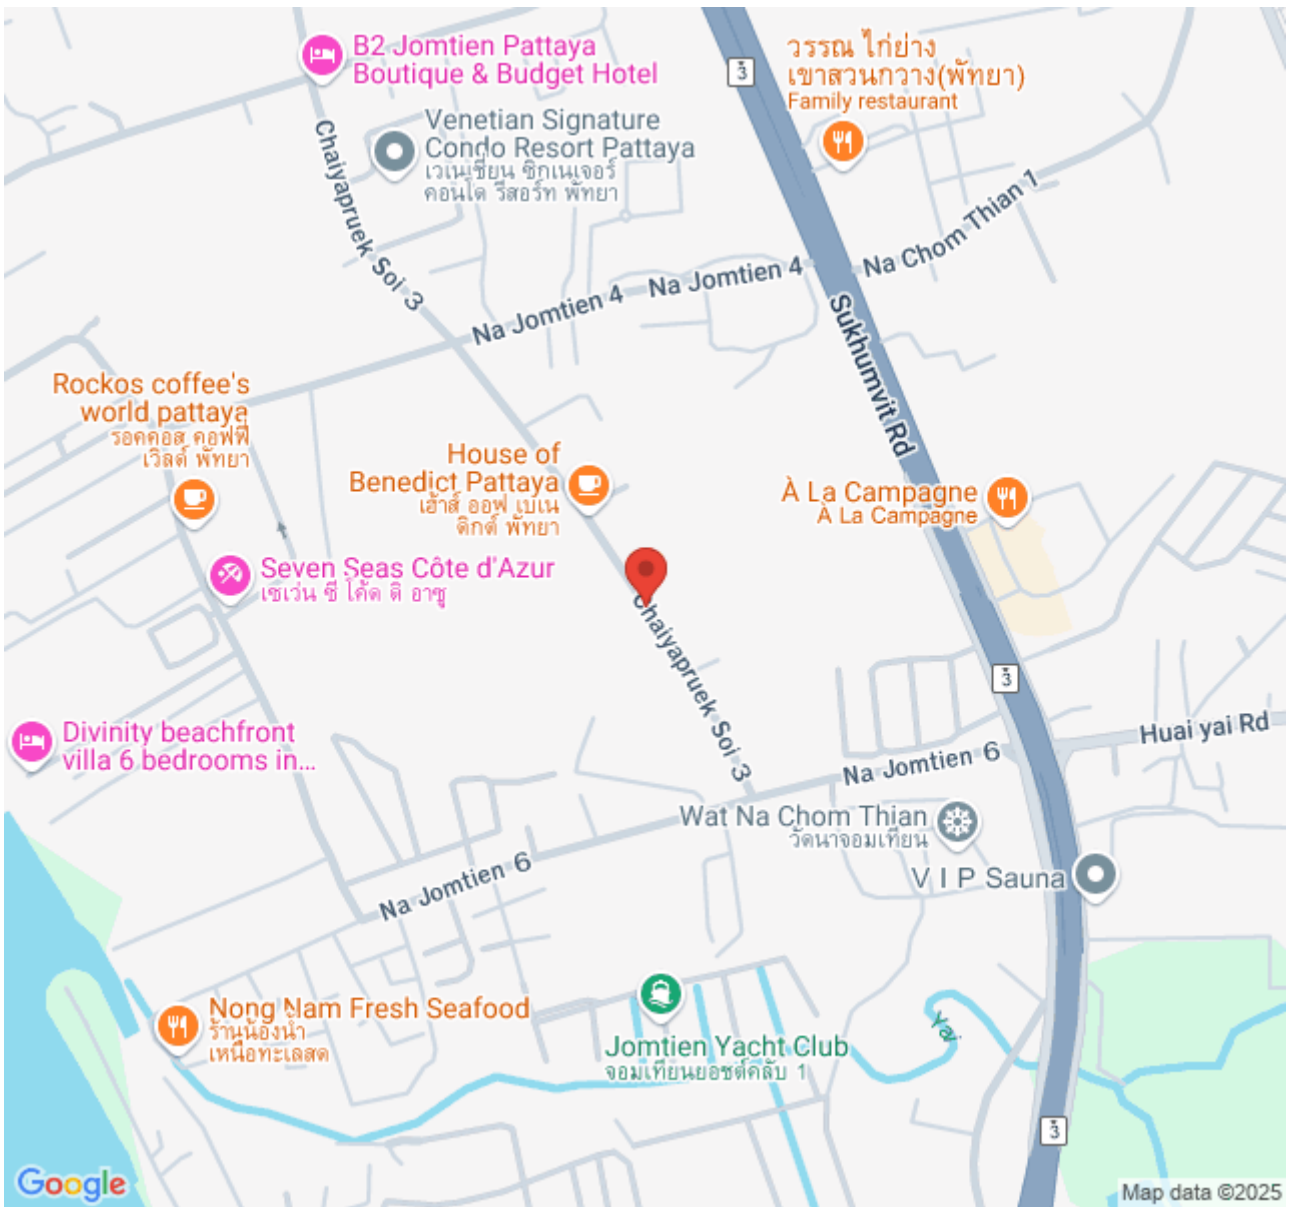 B2 Jomtien Pattaya
Boutique & Budget Hotel
3
วรรณ ไก่ย่าง
เขาสวนกวาง(พัทยา)
Family restaurant
Venetian Signature
Condo Resort Pattaya
เวเนเชี่ยน ซิกเนเจอร์
คอนโด รีสอร์ท พัทยา
Chaiyapruek Soi 3
Na Chom Thian 1
Na Jomtien 4
Na Jomtien 4
Sukhumvit Rd
Rockos coffee's
world pattaya
รอคคอส คอฟฟี่
เวิลด์ พัทยา
House of
Benedict Pattaya
เฮ้าส์ ออฟ เบเน
ดิกต์ พัทยา
À La Campagne
À La Campagne
Seven Seas Côte d'Azur
เซเว่น ซี โค้ด ดิ อาซู
Chaiyapruek Soi 3
3
Divinity beachfront
villa 6 bedrooms in...
Huai yai Rd
Na Jomtien 6
Wat Na Chom Thian
วัดนาจอมเทียน
V I P Sauna
Na Jomtien 6
Nong Nam Fresh Seafood
ร้านน้องน้ำ
เหนือทะเลสด
Yai
Jomtien Yacht Club
จอมเทียนยอชต์คลับ 1
3
Google
Map data ©2025